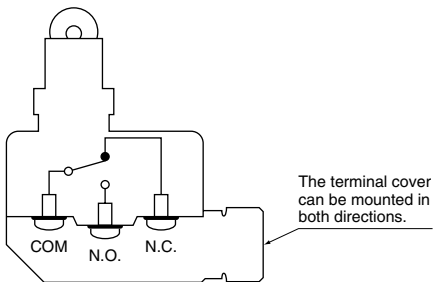 The terminal cover
can be mounted in
both directions.
COM N.O. N.C.